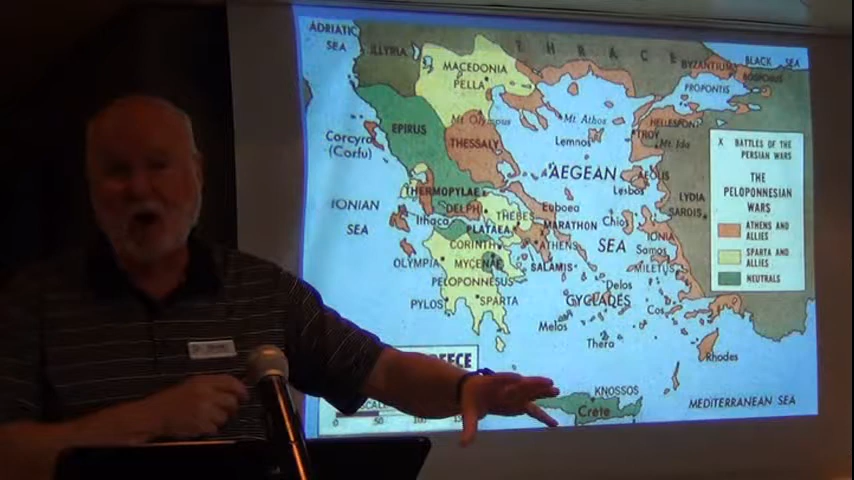 ADRIATIC
SEA
ILLYRIA
THRACE
MACEDONIA
PELLA
BYZANTIUM
BLACK SEA
BOSPORUS
PROPONTIS
Mt Olympus
Mt. Athos
HELLESPONT
EPIRUS
Corcyra
(Corfu)
THESSALY
Lemnos
TROY
Mt. Ida
AEGEAN
SEA
AEOLIS
Lesbos
LYDIA
SARDIS
THERMOPYLAE
DELPHI
IONIAN
SEA
Ithaca
THEBES
Euboea
PLATAEA
MARATHON
Chios
IONIA
CORINTH
ATHENS
Samos
OLYMPIA
MYCENAE
SALAMIS
MILETUS
PELOPONNESUS
Delos
PYLOS
SPARTA
CYCLADES
Cos
Melos
Thera
Rhodes
KNOSSOS
Crete
MEDITERRANEAN SEA
X BATTLES OF THE
PERSIAN WARS
THE
PELOPONNESIAN
WARS
ATHENS AND
ALLIES
SPARTA AND
ALLIES
NEUTRALS
EECE
SCALE
0 50 100